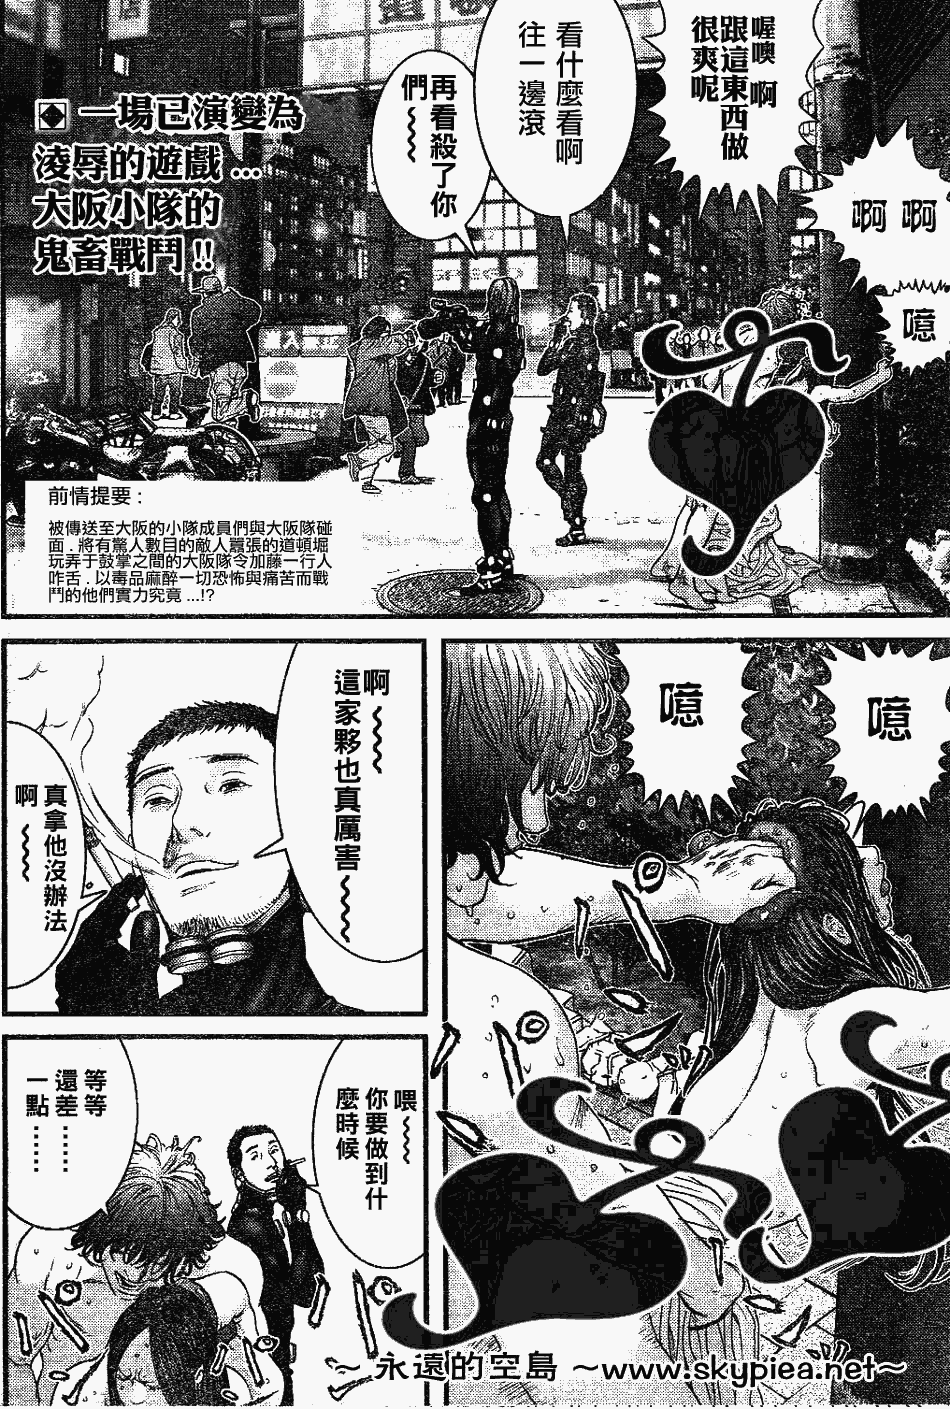 喔噢 啊
跟這東西做
很爽呢
啊 啊
噫
看什麼看啊
往一邊滾
再看殺了你
們~
一場已演變為
凌辱的遊戲...
大阪小隊的
鬼畜戰鬥!!
前情提要:
被傳送至大阪的小隊成員們與大阪隊碰
面.將有驚人數目的敵人囂張的道頓堀
玩弄于鼓掌之間的大阪隊令加藤一行人
咋舌.以毒品麻醉一切恐怖與痛苦而戰
鬥的他們實力究竟...!?
噫
噫
啊~
這家夥也真厲害~
真拿他沒辦法
啊~
喂~
你要做到什
麼時候
等等
還差……
一點……
~ 永遠的空島 ~www.skypiea.net~